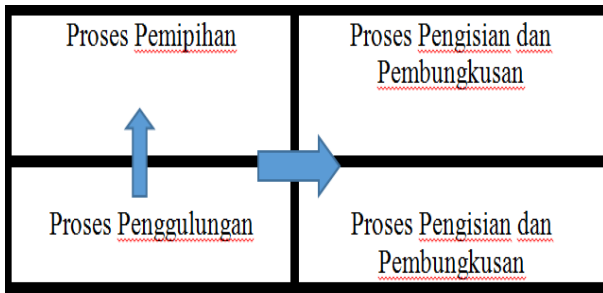 Proses Pemipihan
Proses Pengisian dan
Pembungkusan
Proses Penggulungan
Proses Pengisian dan
Pembungkusan